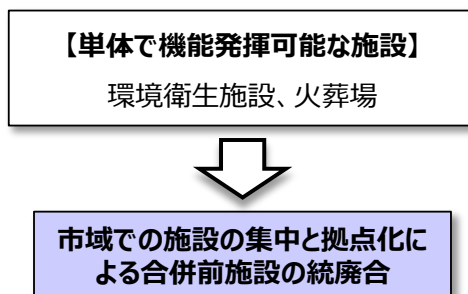 【単体で機能発揮可能な施設】
環境衛生施設、火葬場
市域での施設の集中と拠点化に
よる合併前施設の統廃合